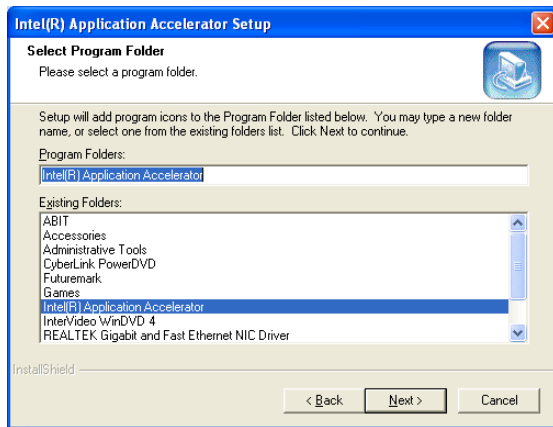 Intel(R) Application Accelerator Setup
Select Program Folder
Please select a program folder.
Setup will add program icons to the Program Folder listed below. You may type a new folder
name, or select one from the existing folders list. Click Next to continue.
Program Folders:
Intel(R) Application Accelerator
Existing Folders:
ABIT
Accessories
Administrative Tools
CyberLink PowerDVD
Futuremark
Games
Intel(R) Application Accelerator
InterVideo WinDVD 4
REALTEK Gigabit and Fast Ethernet NIC Driver
InstallShield
< Back Next > Cancel